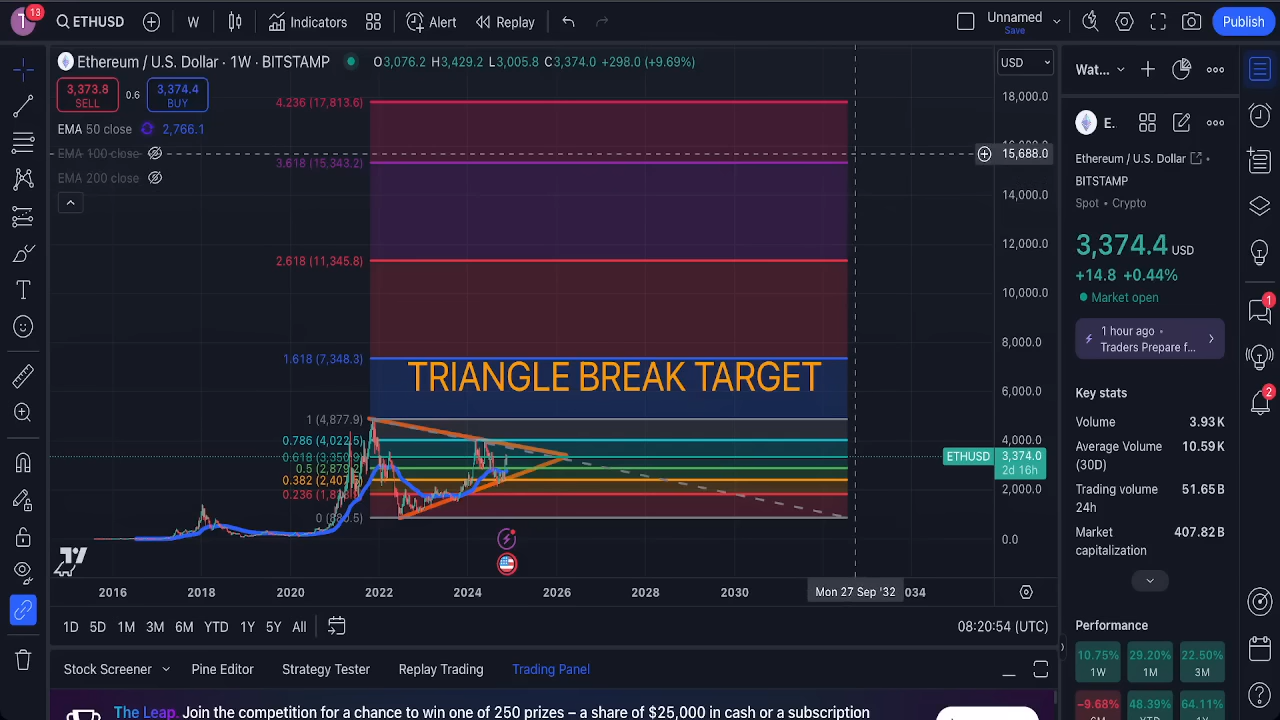 13
T
ETHUSD
W
Indicators
Alert
Replay
Unnamed
Save
Publish
Ethereum / U.S. Dollar · 1W · BITSTAMP
O3,076.2 H3,429.2 L3,005.8 C3,374.0 +298.0 (+9.69%)
USD
3,373.8
SELL
0.6
3,374.4
BUY
EMA 50 close
2,766.1
EMA 100 close
EMA 200 close
4.236 (17,813.6)
3.618 (15,343.2)
2.618 (11,345.8)
1.618 (7,348.3)
1 (4,877.9)
0.786 (4,022.5)
0.5 (2,879.2)
0 (880.5)
TRIANGLE BREAK TARGET
18,000.0
15,688.0
14,000.0
12,000.0
10,000.0
8,000.0
6,000.0
4,000.0
ETHUSD
3,374.0
2d 16h
2,000.0
0.0
2016
2018
2020
2022
2024
2026
2028
2030
Mon 27 Sep '32
034
1D
5D
1M
3M
6M
YTD
1Y
5Y
All
08:20:54 (UTC)
Stock Screener
Pine Editor
Strategy Tester
Replay Trading
Trading Panel
The Leap. Join the competition for a chance to win one of 250 prizes – a share of $25,000 in cash or a subscription
Wat...
E..
Ethereum / U.S. Dollar
BITSTAMP
Spot • Crypto
3,374.4 USD
+14.8 +0.44%
Market open
1 hour ago •
Traders Prepare f...
Key stats
Volume
3.93 K
Average Volume (30D)
10.59 K
Trading volume 24h
51.65 B
Market capitalization
407.82 B
Performance
10.75%
1W
29.20%
1M
22.50%
3M
−9.68%
48.39%
64.11%
1
2